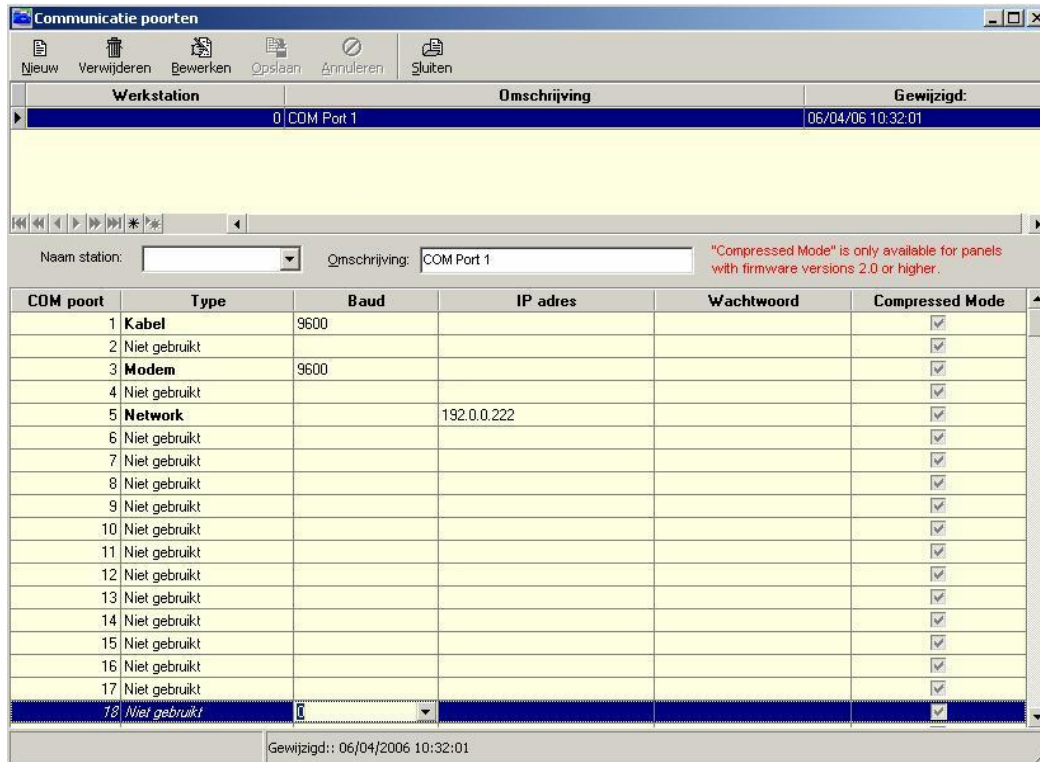 Communicatie poorten
Nieuw Verwijderen Bewerken Opslaan Annuleren Sluiten
Werkstation Omschrijving Gewijzigd:
0 COM Port 1 06/04/06 10:32:01
Naam station: Omschrijving: COM Port 1 "Compressed Mode" is only available for panels
with firmware versions 2.0 or higher.
COM poort Type Baud IP adres Wachtwoord Compressed Mode
1 Kabel 9600
2 Niet gebruikt
3 Modem 9600
4 Niet gebruikt
5 Network 192.0.0.222
6 Niet gebruikt
7 Niet gebruikt
8 Niet gebruikt
9 Niet gebruikt
10 Niet gebruikt
11 Niet gebruikt
12 Niet gebruikt
13 Niet gebruikt
14 Niet gebruikt
15 Niet gebruikt
16 Niet gebruikt
17 Niet gebruikt
18 Niet gebruikt 0
Gewijzigd:: 06/04/2006 10:32:01